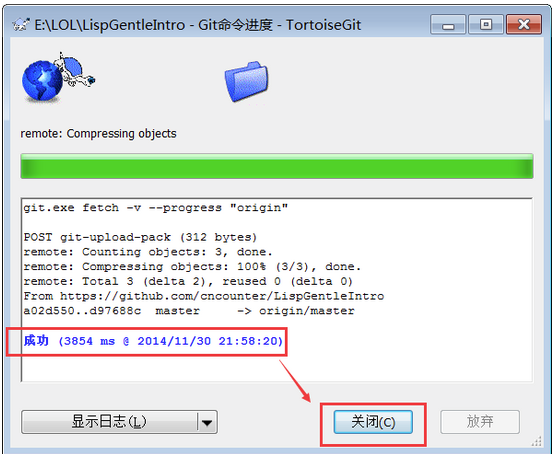 E:\LOL\LispGentleIntro - Git命令进度 - TortoiseGit
remote: Compressing objects
git.exe fetch -v --progress "origin"
POST git-upload-pack (312 bytes)
remote: Counting objects: 3, done.
remote: Compressing objects: 100% (3/3), done.
remote: Total 3 (delta 2), reused 0 (delta 0)
From https://github.com/cncounter/LispGentleIntro
a02d550..d97688c  master     -> origin/master
成功 (3854 ms @ 2014/11/30 21:58:20)
显示日志(L)
关闭(C)
放弃